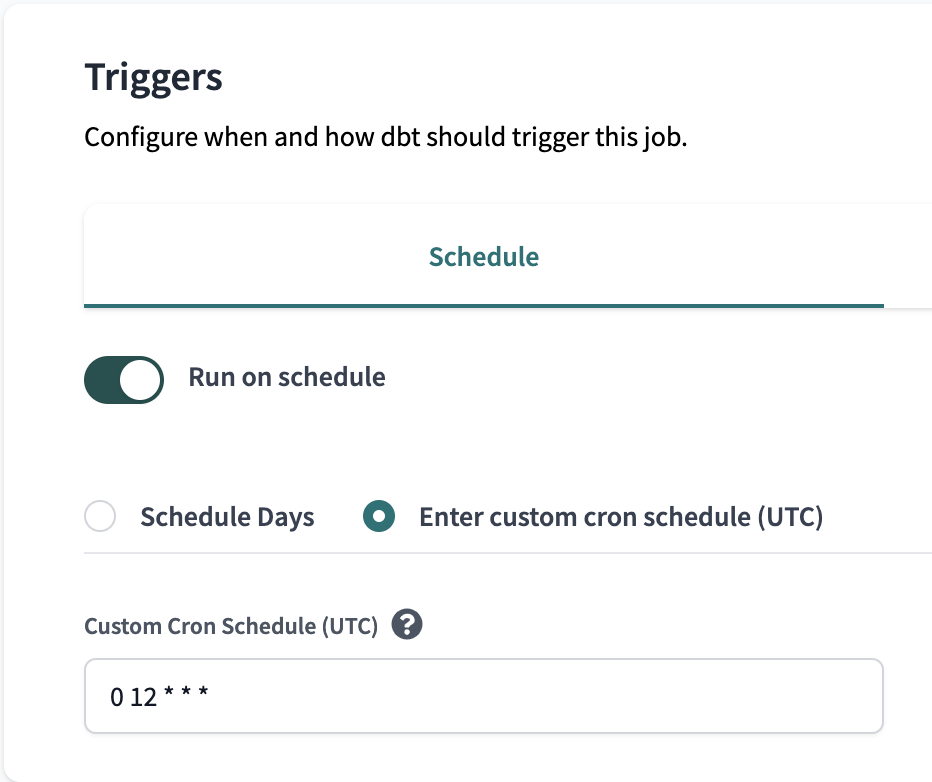 Triggers
Configure when and how dbt should trigger this job.
Schedule
Run on schedule
Schedule Days
Enter custom cron schedule (UTC)
Custom Cron Schedule (UTC) ?
0 12 * * *